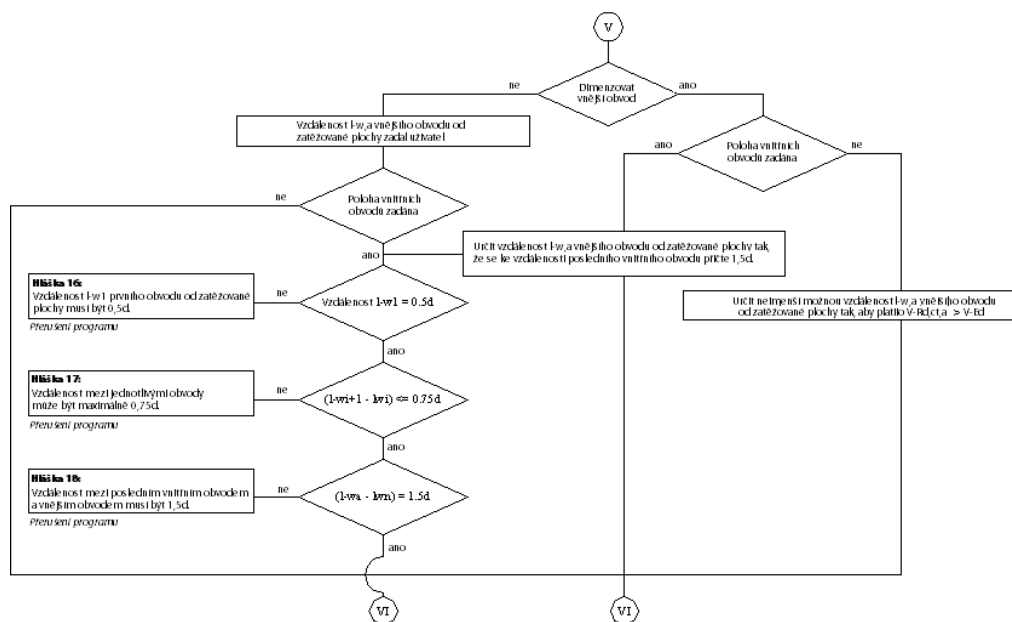 V
Dimenzovat
vnější obvod
ne
ano
Vzdálenost l-w,a vnějšího obvodu od
zatěžované plochy zadal uživatel
ano
Poloha vnitřních
obvodů zadána
ne
ne
Poloha vnitřních
obvodů zadána
ano
Určit vzdálenost l-w,a vnějšího obvodu od zatěžované plochy tak,
že se ke vzdálenosti posledního vnitřního obvodu přičte 1,5d.
Hláška 16:
Vzdálenost l-w1 prvního obvodu od zatěžované
plochy musí být 0,5d.
Přerušení programu
ne
Vzdálenost l-w1 = 0.5d
Určit nejmenší možnou vzdálenost l-w,a vnějšího obvodu
od zatěžované plochy tak, aby platilo V-Rd,ct,a > V-Ed
ano
Hláška 17:
Vzdálenost mezi jednotlivými obvody
může být maximálně 0,75d.
Přerušení programu
ne
(l-wi+1 - lwi) <= 0.75d
ano
Hláška 18:
Vzdálenost mezi posledním vnitřním obvodem
a vnějším obvodem musí být 1,5d.
Přerušení programu
ne
(l-wa - lwn) = 1.5d
ano
VI
VI